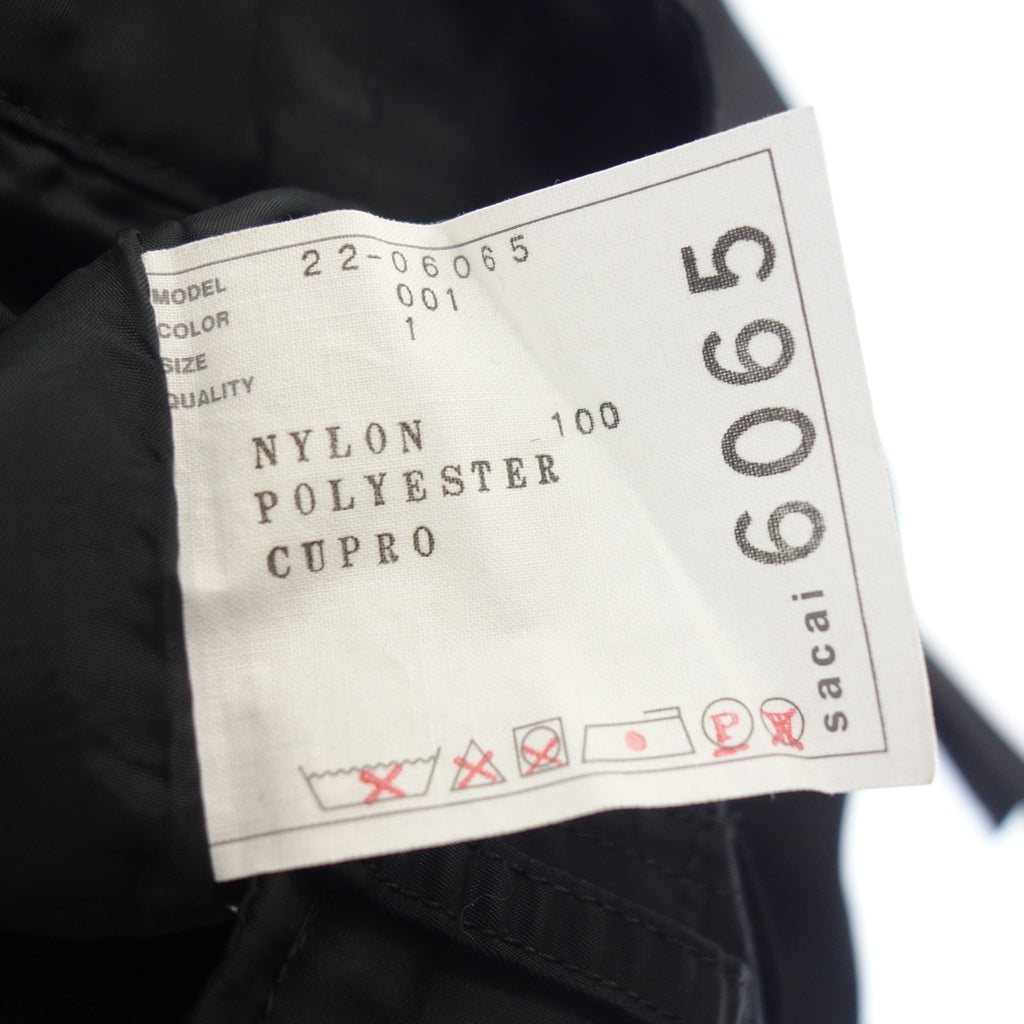 MODEL 22-06065
COLOR 001
SIZE 1
QUALITY
NYLON 100
POLYESTER
CUPRO
sacai 6065
P
W